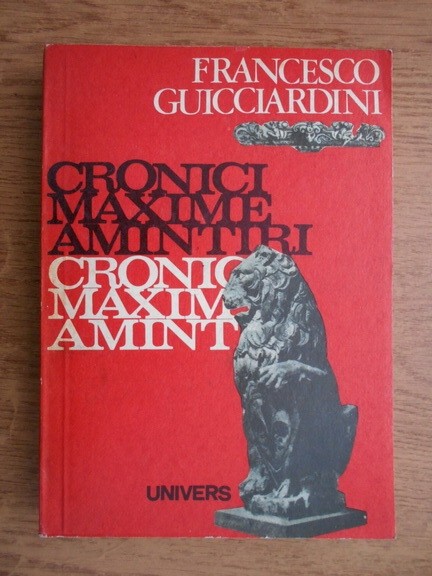 FRANCESCO
GUICCIARDINI
CRONICI
MAXIME
AMINTIRI
CRONIC
MAXIM
AMINT
UNIVERS